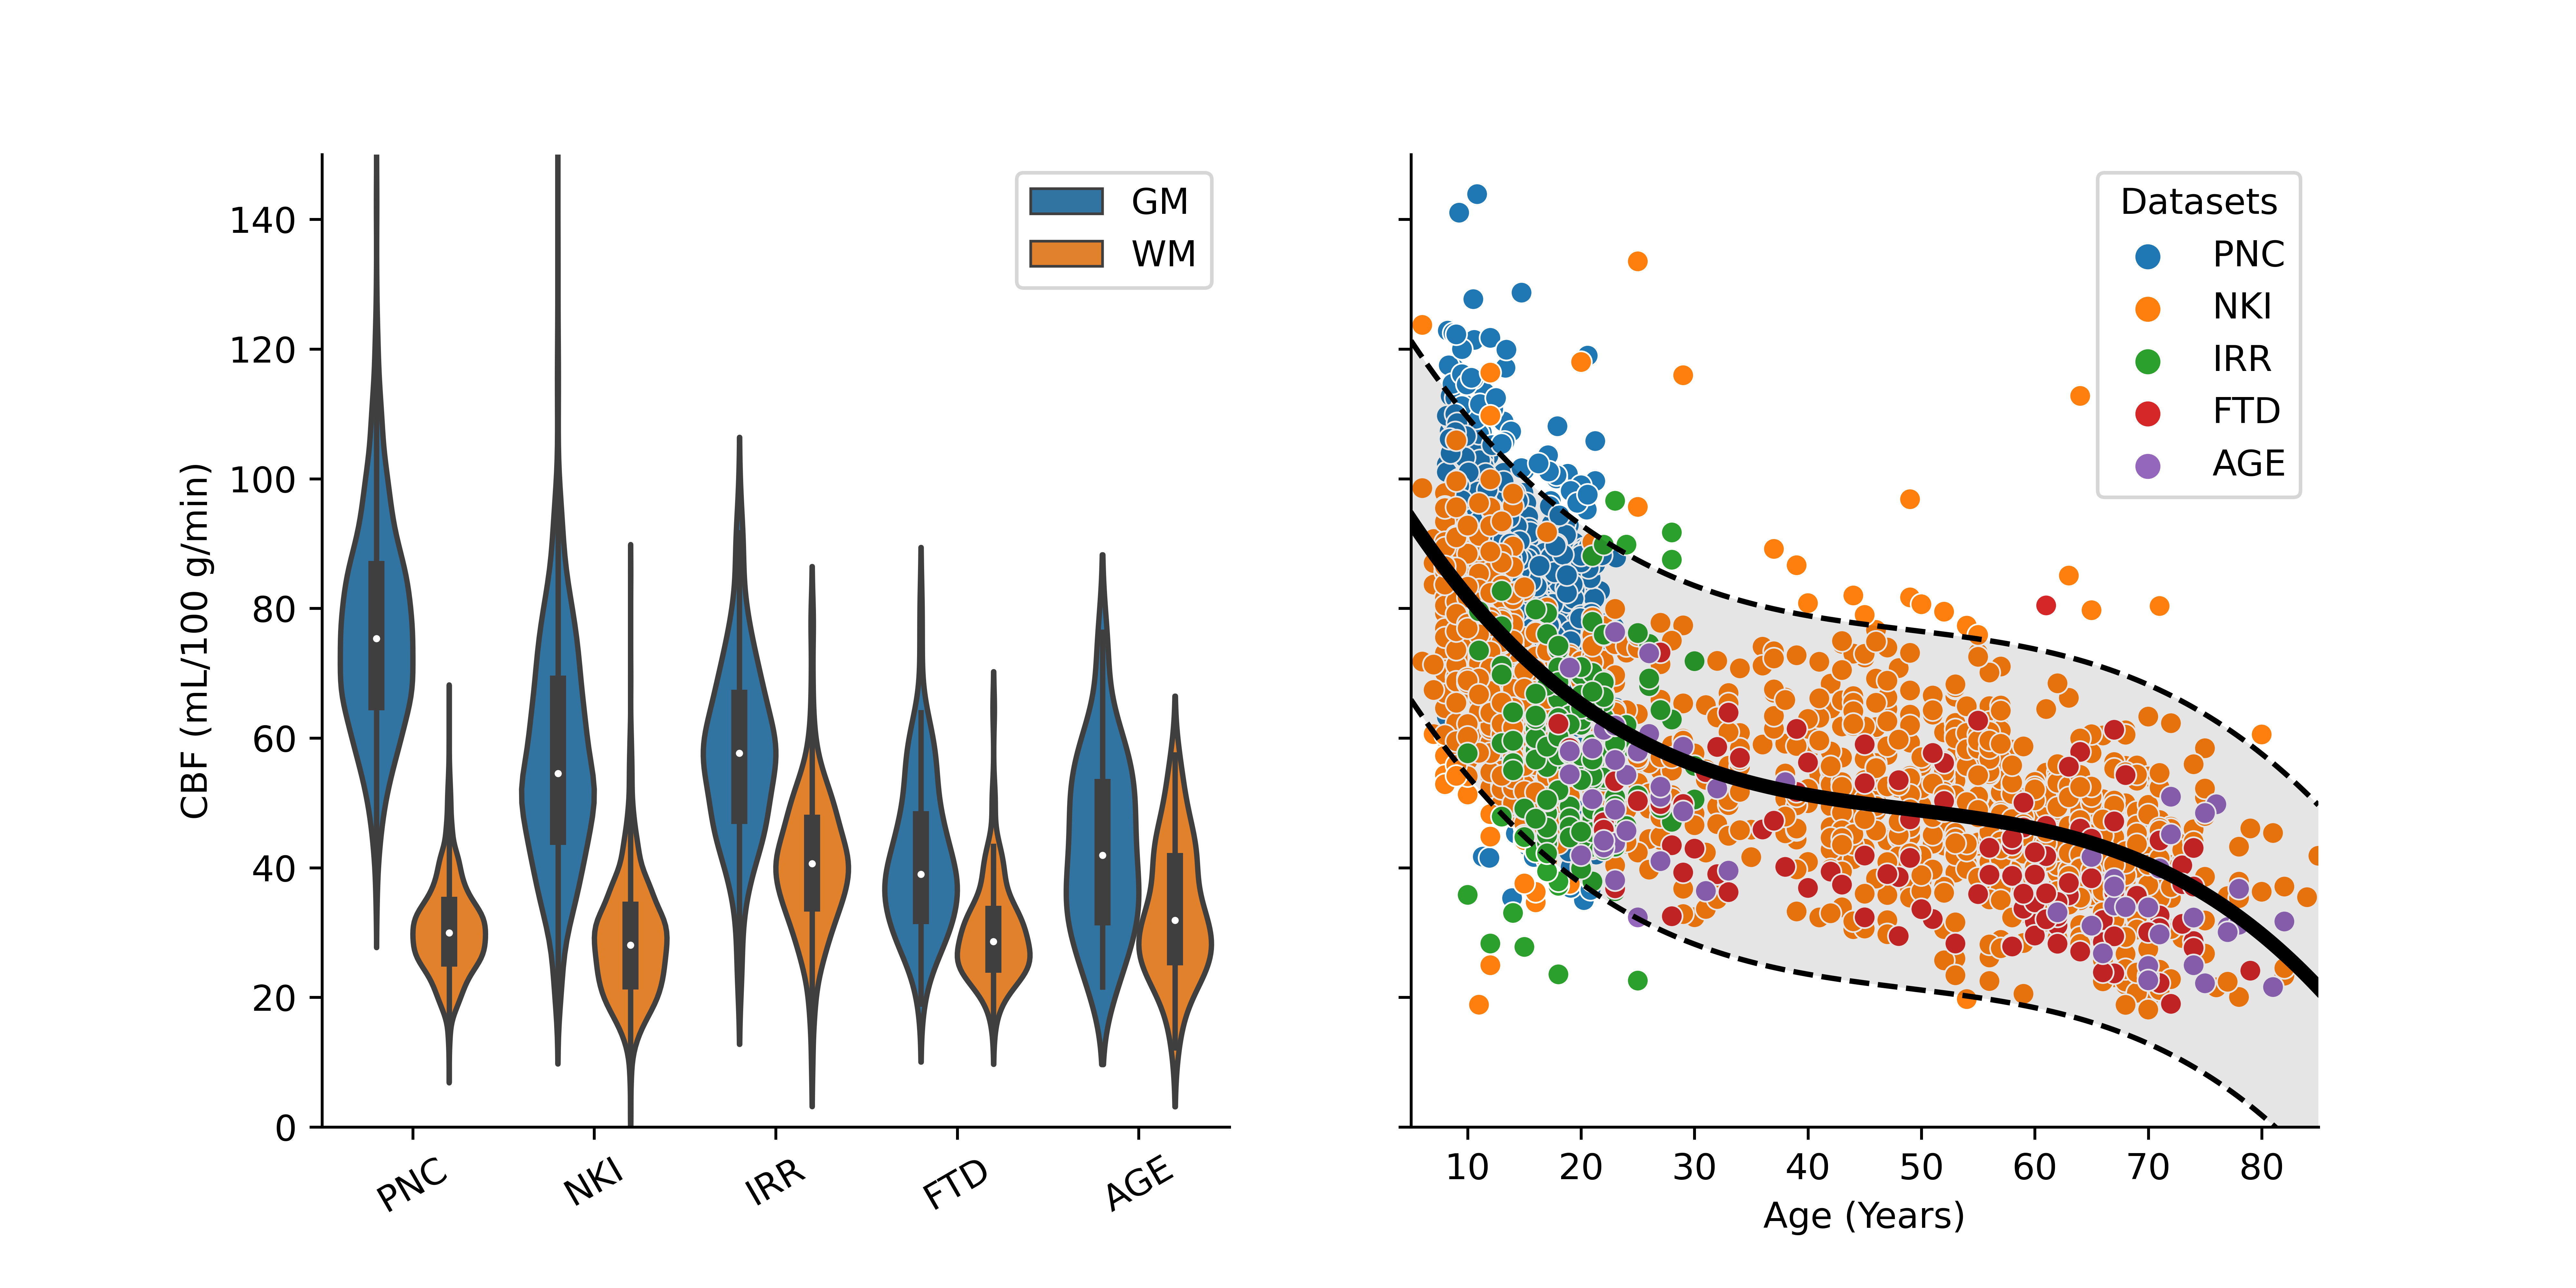 GM
WM
140
120
100
80
60
40
20
0
CBF (mL/100 g/min)
PNC
NKI
IRR
FTD
AGE
Datasets
PNC
NKI
IRR
FTD
AGE
10 20 30 40 50 60 70 80
Age (Years)